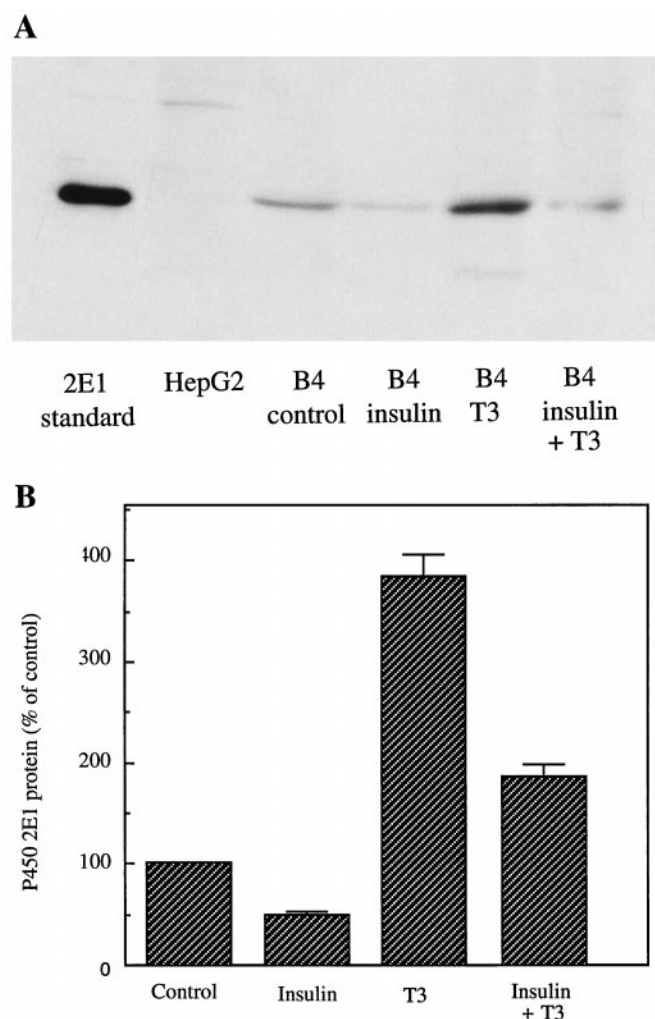 A
2E1 HepG2 B4 B4 B4 B4
standard control insulin T3 insulin
+ T3
B
P450 2E1 protein (% of control)
400
300
200
100
0
Control Insulin T3 Insulin
+ T3